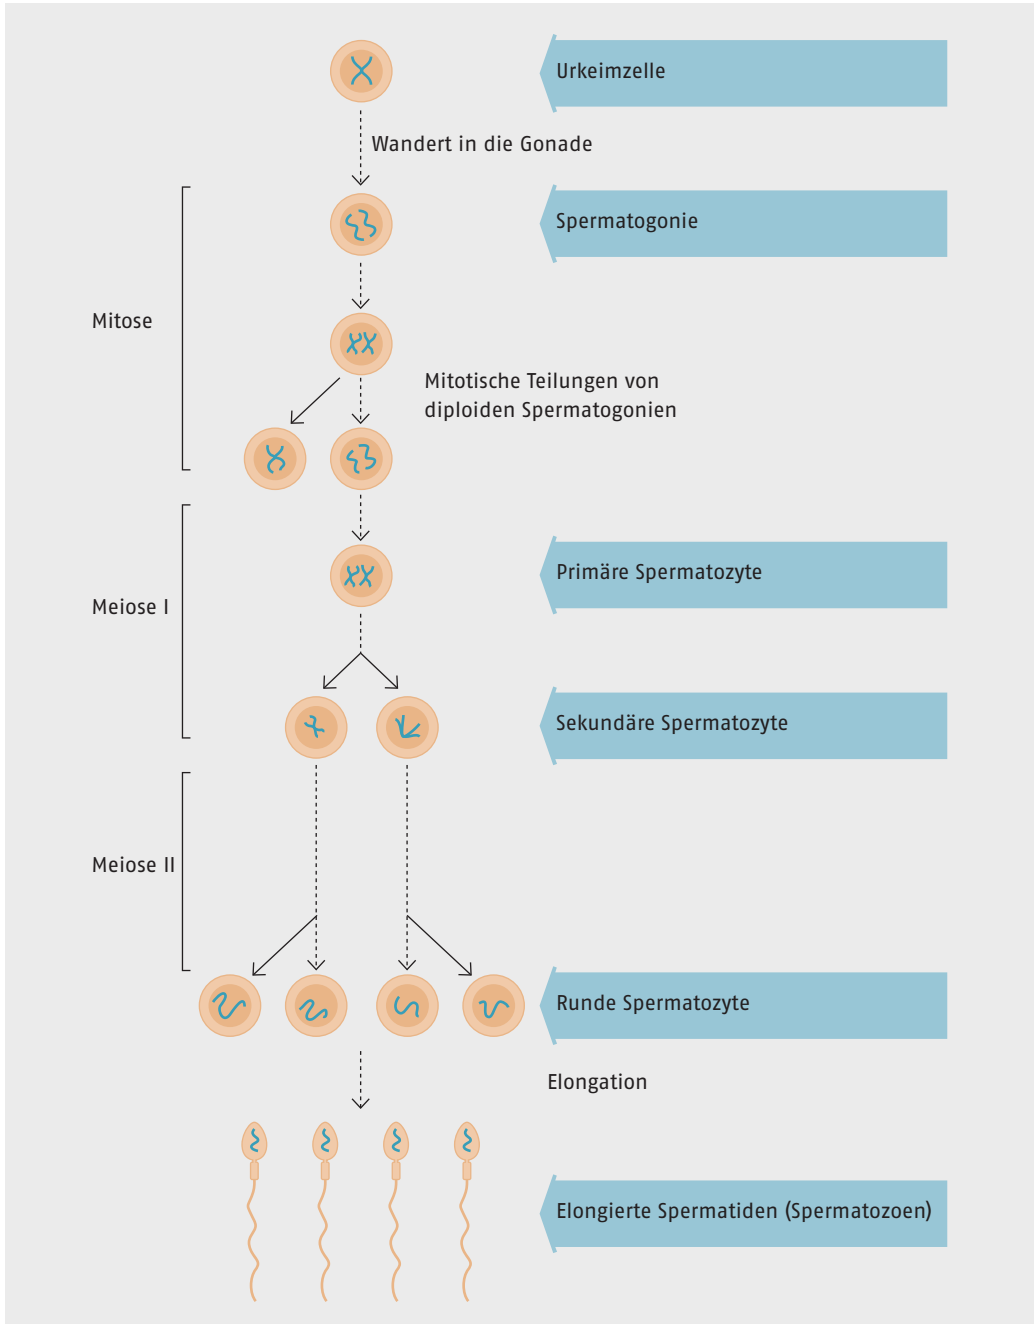 Urkeimzelle
Wandert in die Gonade
Spermatogonie
Mitose
Mitotische Teilungen von
diploiden Spermatogonien
Primäre Spermatozyte
Meiose I
Sekundäre Spermatozyte
Meiose II
Runde Spermatozyte
Elongation
Elongierte Spermatiden (Spermatozoen)